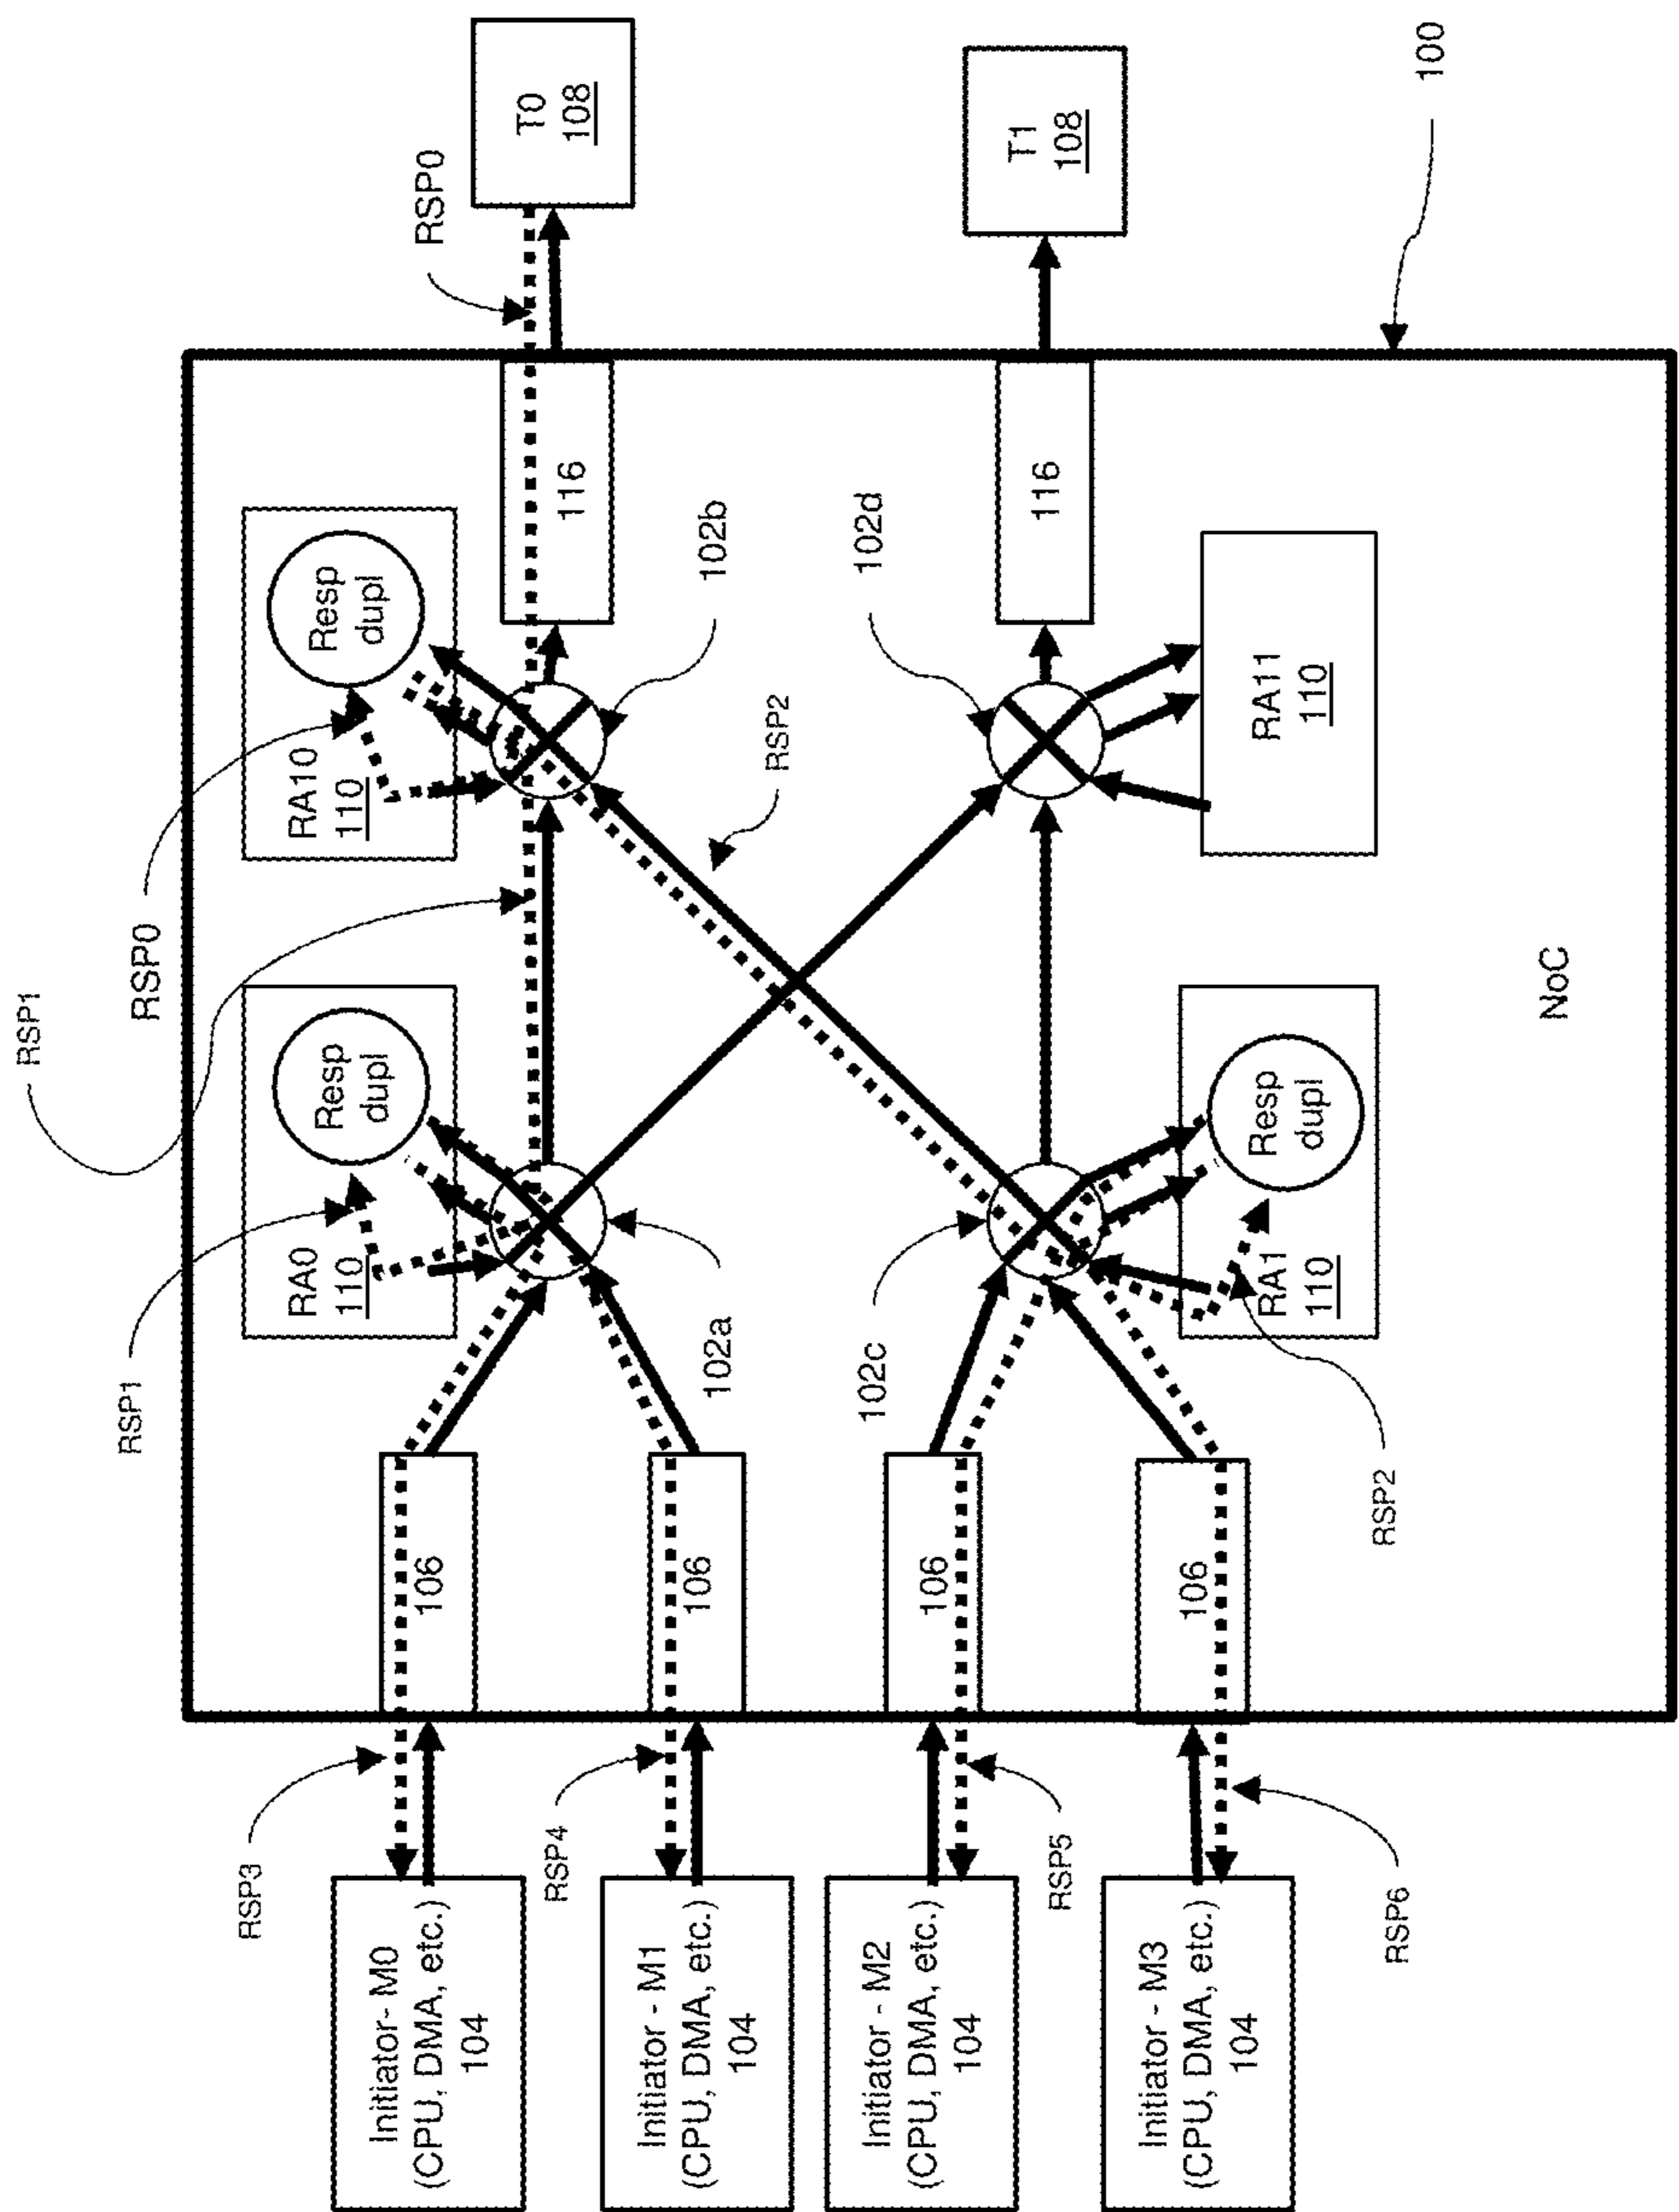 Initiator- M0
(CPU, DMA, etc.)
104
Initiator - M1
(CPU, DMA, etc.)
104
Initiator - M2
(CPU, DMA, etc.)
104
Initiator - M3
(CPU, DMA, etc.)
104
RSP3
RSP4
RSP5
RSP6
106
106
106
106
RSP1
RSP1
RA0
110
Resp
dupl
102a
102c
RSP2
RA1
110
Resp
dupl
RSP0
RA10
110
Resp
dupl
RSP2
102b
102d
RA11
110
NoC
116
116
RSP0
T0
108
T1
108
100